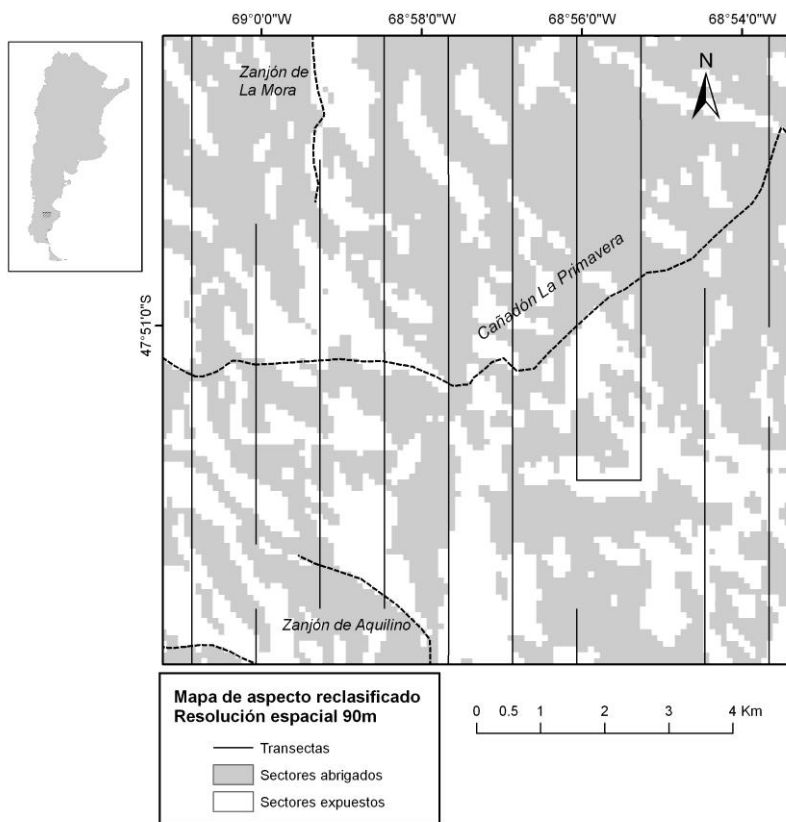 69°0'0"W 68°58'0"W 68°56'0"W 68°54'0"W
Zanjón de
La Mora
N
Cañadón La Primavera
47°51'0"S
Zanjón de Aquilino
Mapa de aspecto reclasificado
Resolución espacial 90m
Transectas
Sectores abrigados
Sectores expuestos
0 0.5 1 2 3 4 Km